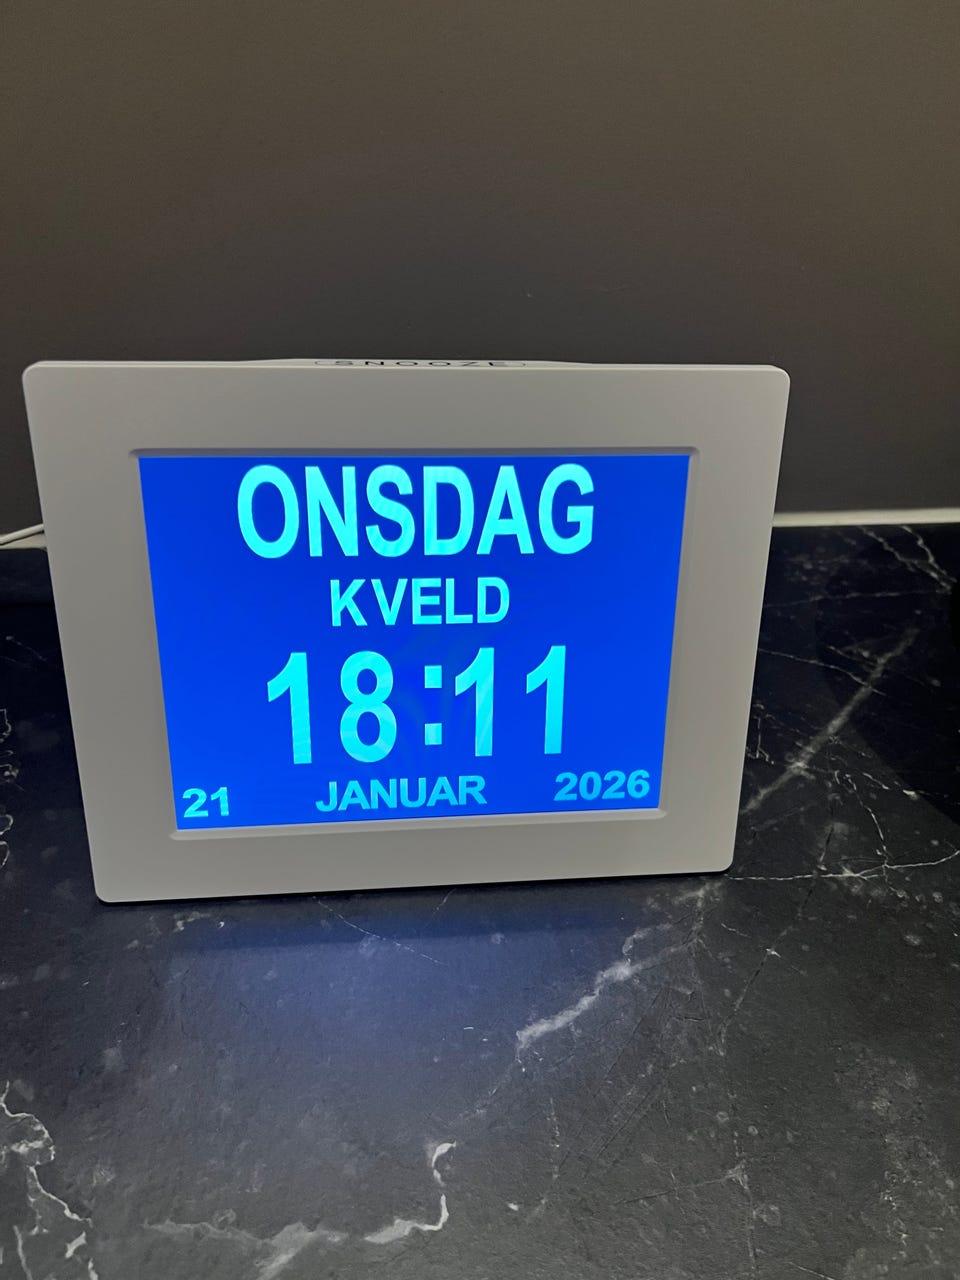 SNOOZE
ONSDAG
KVELD
18:11
21 JANUAR 2026